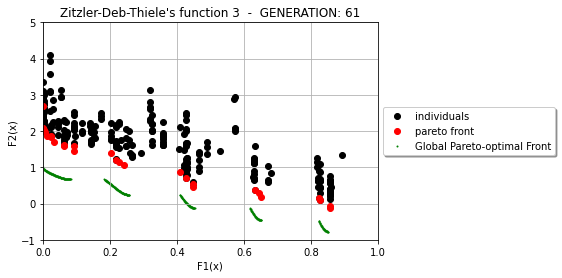 Zitzler-Deb-Thiele's function 3 - GENERATION: 61
5
4
3
2
1
0
−1
F2(x)
0.0 0.2 0.4 0.6 0.8 1.0
F1(x)
individuals
pareto front
Global Pareto-optimal Front